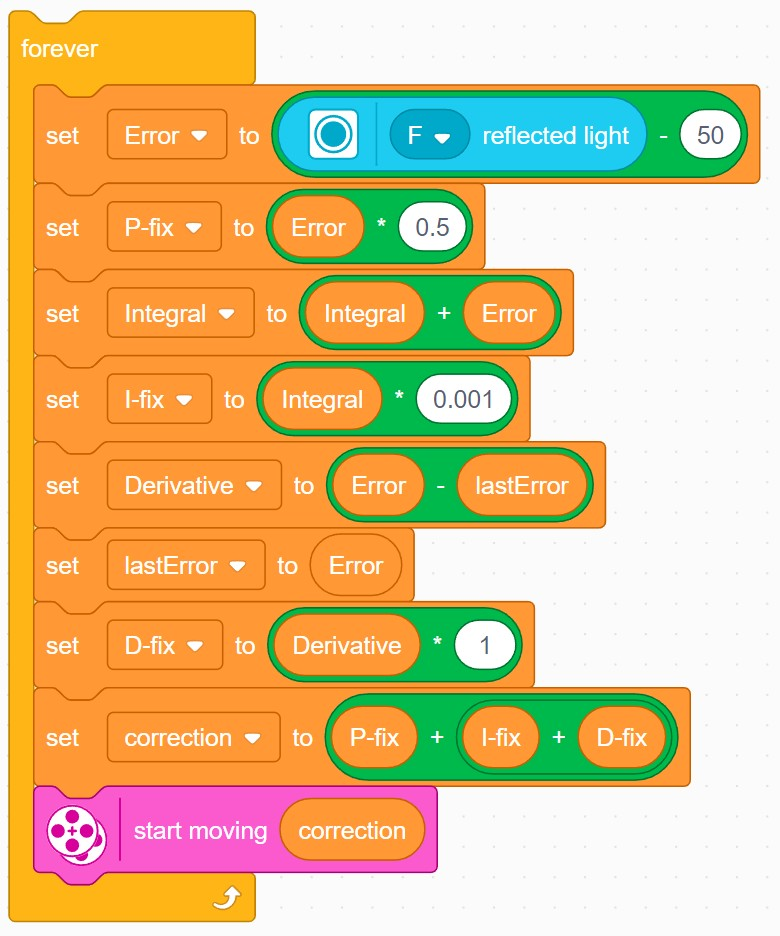 forever
set Error to F reflected light - 50
set P-fix to Error * 0.5
set Integral to Integral + Error
set I-fix to Integral * 0.001
set Derivative to Error - lastError
set lastError to Error
set D-fix to Derivative * 1
set correction to P-fix + I-fix + D-fix
start moving correction